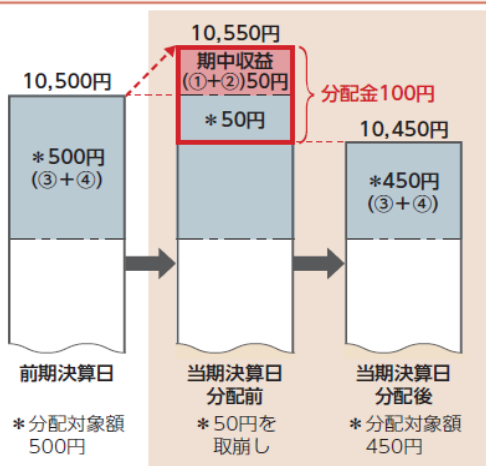 10,500円
*500円
(③+④)
前期決算日
*分配対象額
500円
10,550円
期中収益
(①+②)50円
*50円
分配金100円
当期決算日
分配前
*50円を
取崩し
10,450円
*450円
(③+④)
当期決算日
分配後
*分配対象額
450円